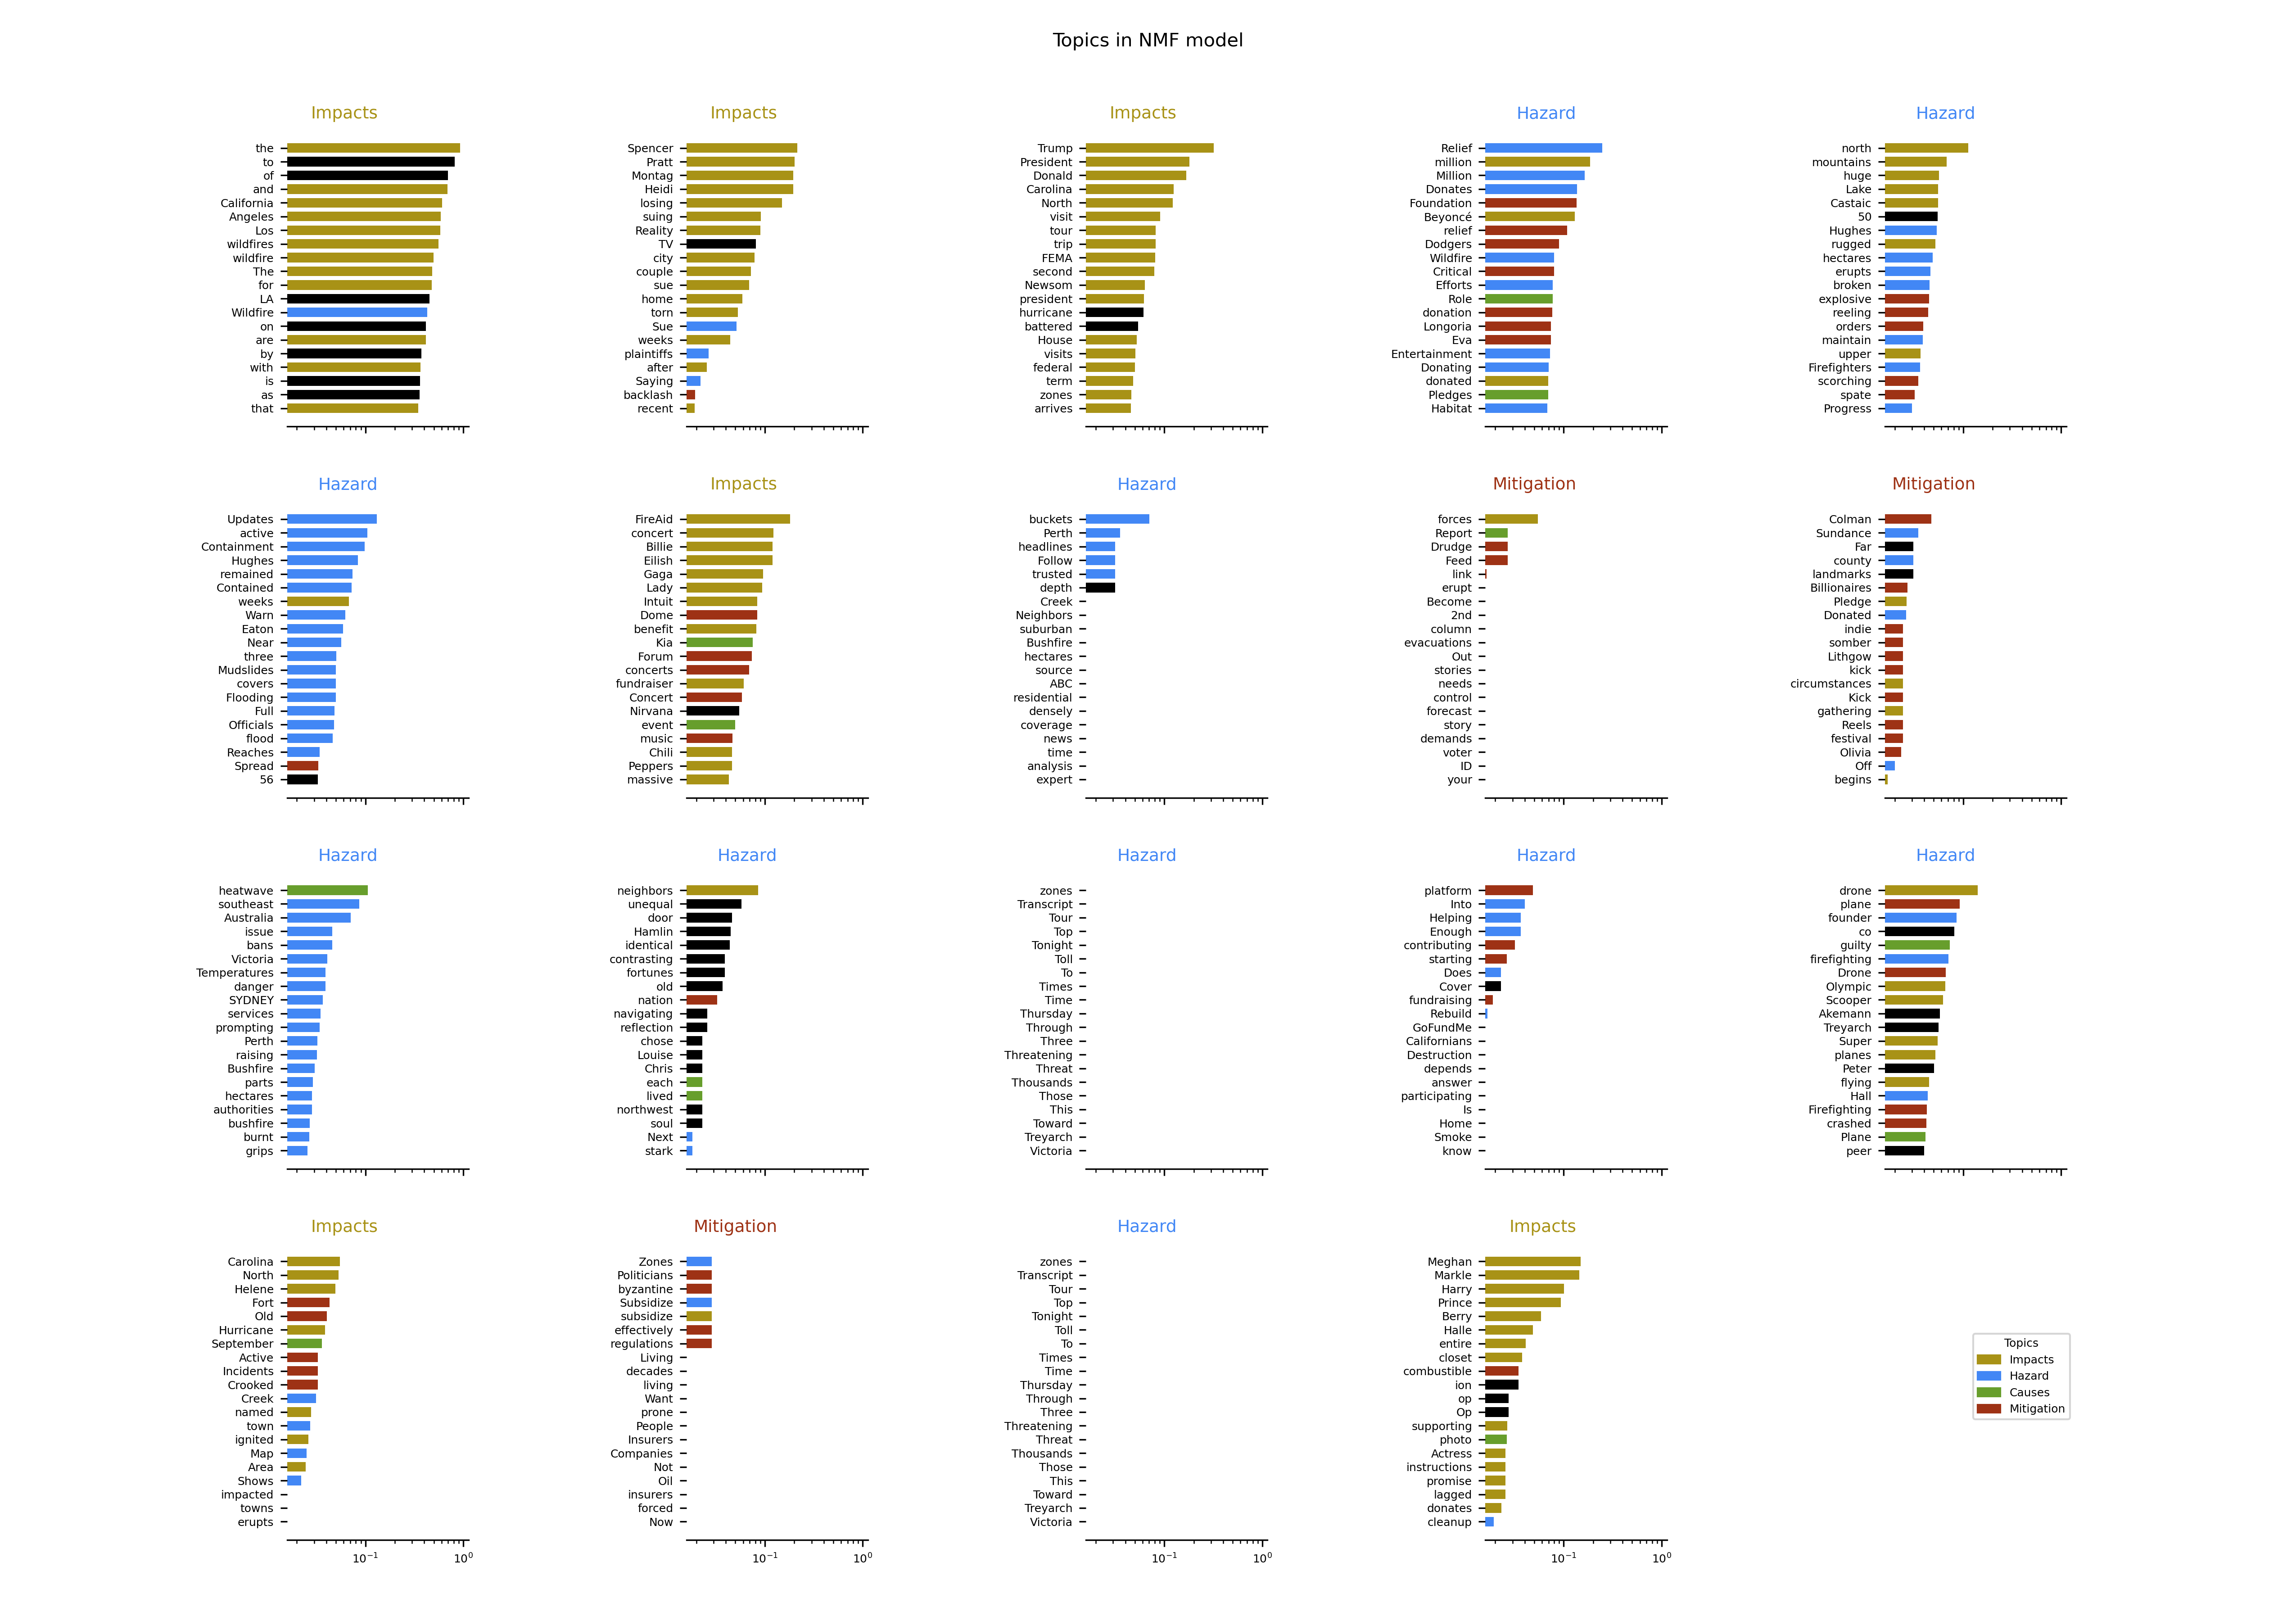 Topics in NMF model
Impacts
the
to
of
and
California
Angeles
Los
wildfires
wildfire
The
for
LA
Wildfire
on
are
by
with
is
as
that
Impacts
Spencer
Pratt
Montag
Heidi
losing
suing
Reality
TV
city
couple
sue
home
torn
Sue
weeks
plaintiffs
after
Saying
backlash
recent
Impacts
Trump
President
Donald
Carolina
North
visit
tour
trip
FEMA
second
Newsom
president
hurricane
battered
House
visits
federal
term
zones
arrives
Hazard
Relief
million
Million
Donates
Foundation
Beyoncé
relief
Dodgers
Wildfire
Critical
Efforts
Role
donation
Longoria
Eva
Entertainment
Donating
donated
Pledges
Habitat
Hazard
north
mountains
huge
Lake
Castaic
50
Hughes
rugged
hectares
erupts
broken
explosive
reeling
orders
maintain
upper
Firefighters
scorching
spate
Progress
Hazard
Updates
active
Containment
Hughes
remained
Contained
weeks
Warn
Eaton
Near
three
Mudslides
covers
Flooding
Full
Officials
flood
Reaches
Spread
56
Impacts
FireAid
concert
Billie
Eilish
Gaga
Lady
Intuit
Dome
benefit
Kia
Forum
concerts
fundraiser
Concert
Nirvana
event
music
Chili
Peppers
massive
Hazard
buckets
Perth
headlines
Follow
trusted
depth
Creek
Neighbors
suburban
Bushfire
hectares
source
ABC
residential
densely
coverage
news
time
analysis
expert
Mitigation
forces
Report
Drudge
Feed
link
erupt
Become
2nd
column
evacuations
Out
stories
needs
control
forecast
story
demands
voter
ID
your
Mitigation
Colman
Sundance
Far
county
landmarks
Billionaires
Pledge
Donated
indie
somber
Lithgow
kick
circumstances
Kick
gathering
Reels
festival
Olivia
Off
begins
Hazard
heatwave
southeast
Australia
issue
bans
Victoria
Temperatures
danger
SYDNEY
services
prompting
Perth
raising
Bushfire
parts
hectares
authorities
bushfire
burnt
grips
Hazard
neighbors
unequal
door
Hamlin
identical
contrasting
fortunes
old
nation
navigating
reflection
chose
Louise
Chris
each
lived
northwest
soul
Next
stark
Hazard
zones
Transcript
Tour
Top
Tonight
Toll
To
Times
Time
Thursday
Through
Three
Threatening
Threat
Thousands
Those
This
Toward
Treyarch
Victoria
Hazard
platform
Into
Helping
Enough
contributing
starting
Does
Cover
fundraising
Rebuild
GoFundMe
Californians
Destruction
depends
answer
participating
Is
Home
Smoke
know
Hazard
drone
plane
founder
co
guilty
firefighting
Drone
Olympic
Scooper
Akemann
Treyarch
Super
planes
Peter
flying
Hall
Firefighting
crashed
Plane
peer
Impacts
Carolina
North
Helene
Fort
Old
Hurricane
September
Active
Incidents
Crooked
Creek
named
town
ignited
Map
Area
Shows
impacted
towns
erupts
10⁻¹ 10⁰
Mitigation
Zones
Politicians
byzantine
Subsidize
subsidize
effectively
regulations
Living
decades
living
Want
prone
People
Insurers
Companies
Not
Oil
insurers
forced
Now
10⁻¹ 10⁰
Hazard
zones
Transcript
Tour
Top
Tonight
Toll
To
Times
Time
Thursday
Through
Three
Threatening
Threat
Thousands
Those
This
Toward
Treyarch
Victoria
10⁻¹ 10⁰
Impacts
Meghan
Markle
Harry
Prince
Berry
Halle
entire
closet
combustible
ion
op
Op
supporting
photo
Actress
instructions
promise
lagged
donates
cleanup
10⁻¹ 10⁰
Topics
Impacts
Hazard
Causes
Mitigation